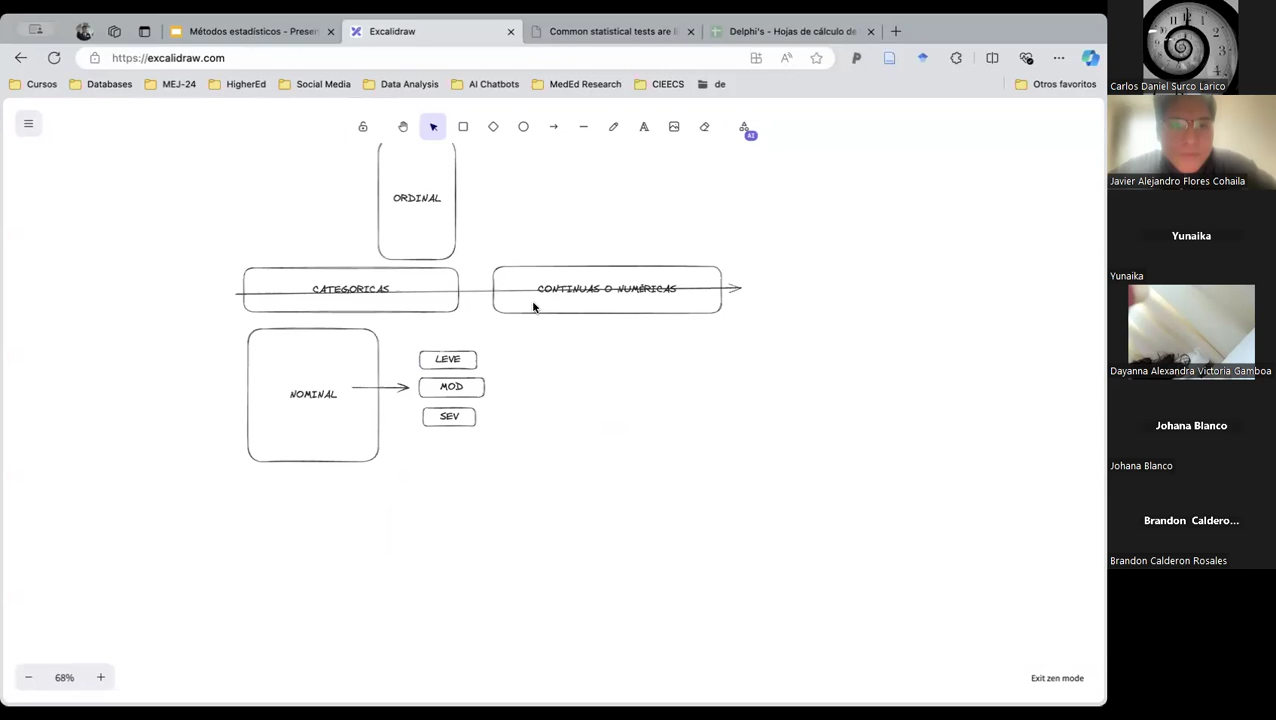 Métodos estadísticos - Presen
Excalidraw
Common statistical tests are li
Delphi's - Hojas de cálculo de
https://excalidraw.com
Cursos
Databases
MEJ-24
HigherEd
Social Media
Data Analysis
AI Chatbots
MedEd Research
CIEECS
de
Otros favoritos
AI
ORDINAL
CATEGORICAS
CONTINUAS O NUMÉRICAS
NOMINAL
LEVE
MOD
SEV
68%
Exit zen mode
Carlos Daniel Surco Larico
Javier Alejandro Flores Cohaila
Yunaika
Yunaika
Dayanna Alexandra Victoria Gamboa
Johana Blanco
Johana Blanco
Brandon Caldero...
Brandon Calderon Rosales